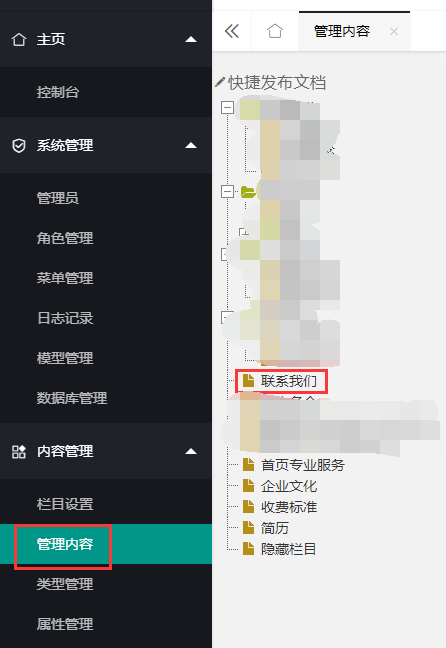 主页
控制台
系统管理
管理员
角色管理
菜单管理
日志记录
模型管理
数据库管理
内容管理
栏目设置
管理内容
类型管理
属性管理
管理内容
快捷发布文档
联系我们
首页专业服务
企业文化
收费标准
简历
隐藏栏目